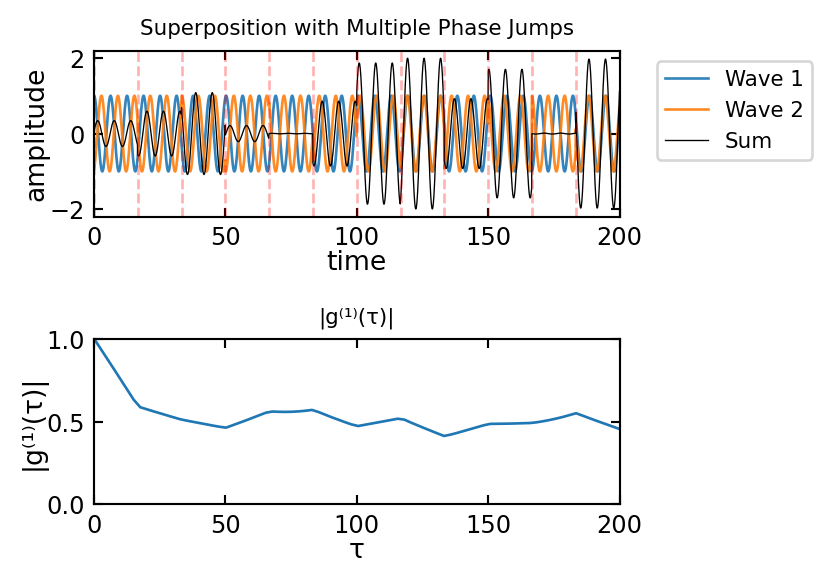 Superposition with Multiple Phase Jumps
2
0
−2
amplitude
0 50 100 150 200
time
Wave 1
Wave 2
Sum
|g⁽¹⁾(τ)|
1.0
0.5
0.0
|g⁽¹⁾(τ)|
0 50 100 150 200
τ